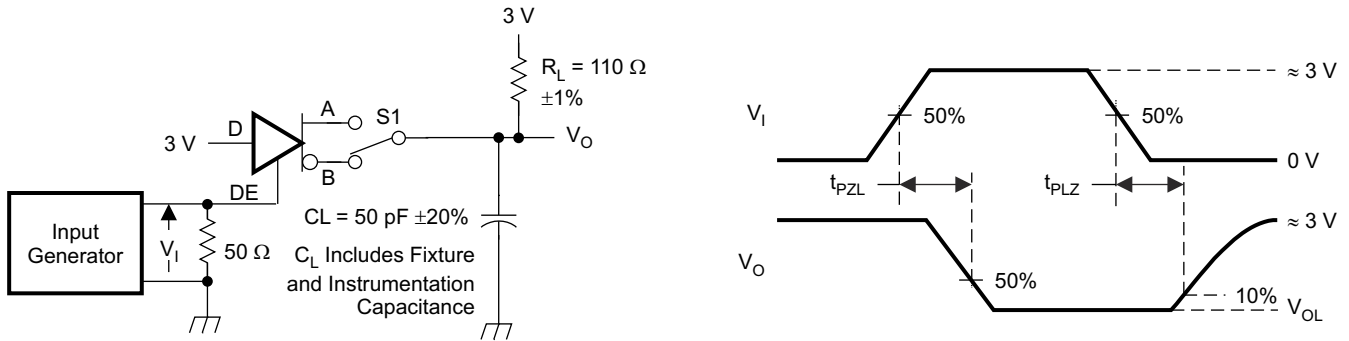 3 V
R_L = 110 Ω
±1%
A
S1
D
3 V
V_O
B
DE
Input
Generator
V_I
50 Ω
CL = 50 pF ±20%
C_L Includes Fixture
and Instrumentation
Capacitance
≈ 3 V
V_I
50%
50%
0 V
t_PZL
t_PLZ
≈ 3 V
V_O
50%
10%
V_OL